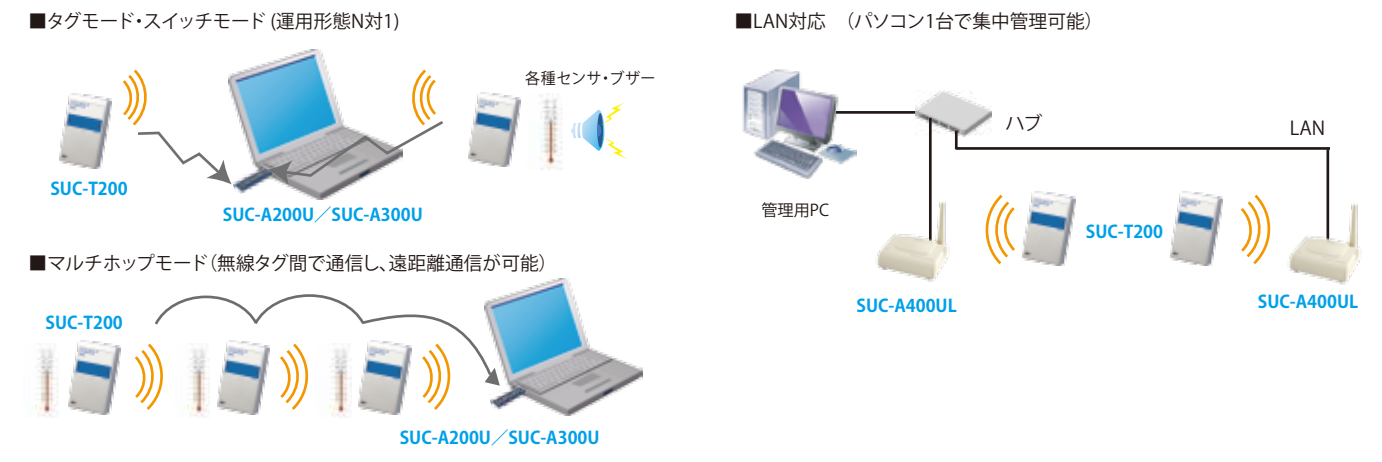 ■タグモード・スイッチモード (運用形態N対1)
各種センサ・ブザー
SUC-T200
SUC-A200U／SUC-A300U
■マルチホップモード（無線タグ間で通信し、遠距離通信が可能）
SUC-T200
SUC-A200U／SUC-A300U
■LAN対応　（パソコン1台で集中管理可能）
ハブ
LAN
管理用PC
SUC-T200
SUC-A400UL
SUC-A400UL